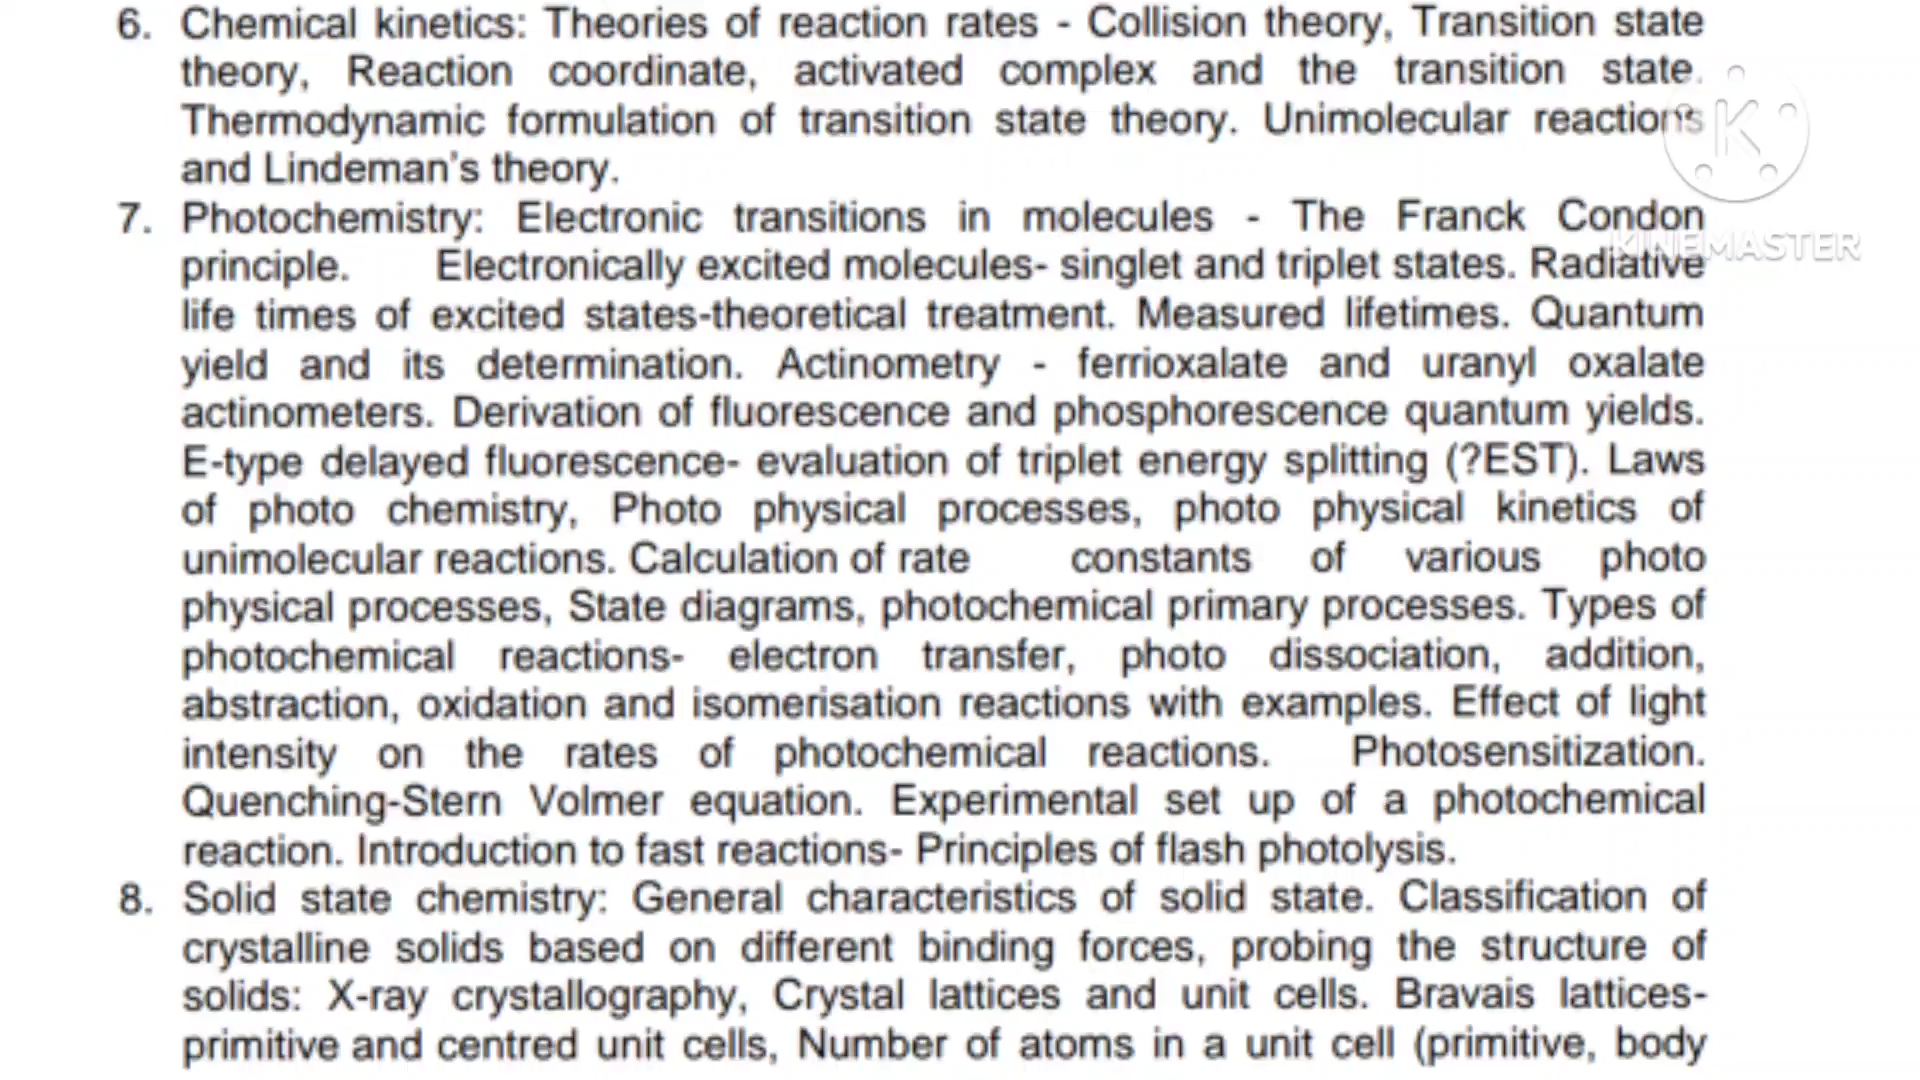 6. Chemical kinetics: Theories of reaction rates - Collision theory, Transition state
theory, Reaction coordinate, activated complex and the transition state.
Thermodynamic formulation of transition state theory. Unimolecular reactions
and Lindeman's theory.
7. Photochemistry: Electronic transitions in molecules - The Franck Condon
principle. Electronically excited molecules- singlet and triplet states. Radiative
life times of excited states-theoretical treatment. Measured lifetimes. Quantum
yield and its determination. Actinometry - ferrioxalate and uranyl oxalate
actinometers. Derivation of fluorescence and phosphorescence quantum yields.
E-type delayed fluorescence- evaluation of triplet energy splitting (?EST). Laws
of photo chemistry, Photo physical processes, photo physical kinetics of
unimolecular reactions. Calculation of rate constants of various photo
physical processes, State diagrams, photochemical primary processes. Types of
photochemical reactions- electron transfer, photo dissociation, addition,
abstraction, oxidation and isomerisation reactions with examples. Effect of light
intensity on the rates of photochemical reactions. Photosensitization.
Quenching-Stern Volmer equation. Experimental set up of a photochemical
reaction. Introduction to fast reactions- Principles of flash photolysis.
8. Solid state chemistry: General characteristics of solid state. Classification of
crystalline solids based on different binding forces, probing the structure of
solids: X-ray crystallography, Crystal lattices and unit cells. Bravais lattices-
primitive and centred unit cells, Number of atoms in a unit cell (primitive, body
K
KINEMASTER